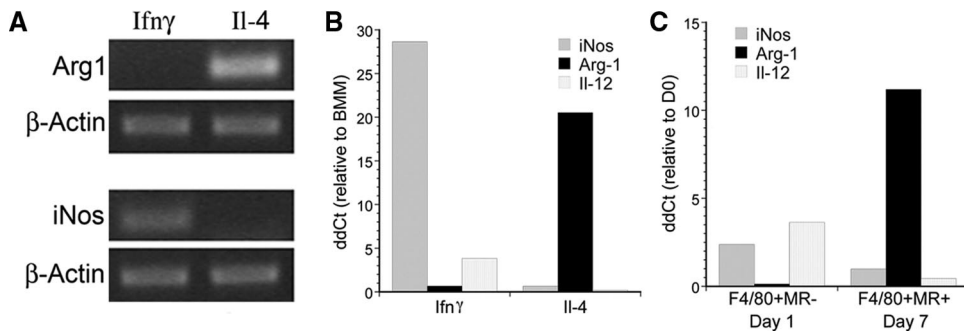 A
Ifnγ Il-4
Arg1
β-Actin
iNos
β-Actin
B
ddCt (relative to BMM)
30
25
20
15
10
5
0
iNos
Arg-1
Il-12
Ifnγ Il-4
C
ddCt (relative to D0)
15
10
5
0
iNos
Arg-1
Il-12
F4/80+MR- F4/80+MR+
Day 1 Day 7